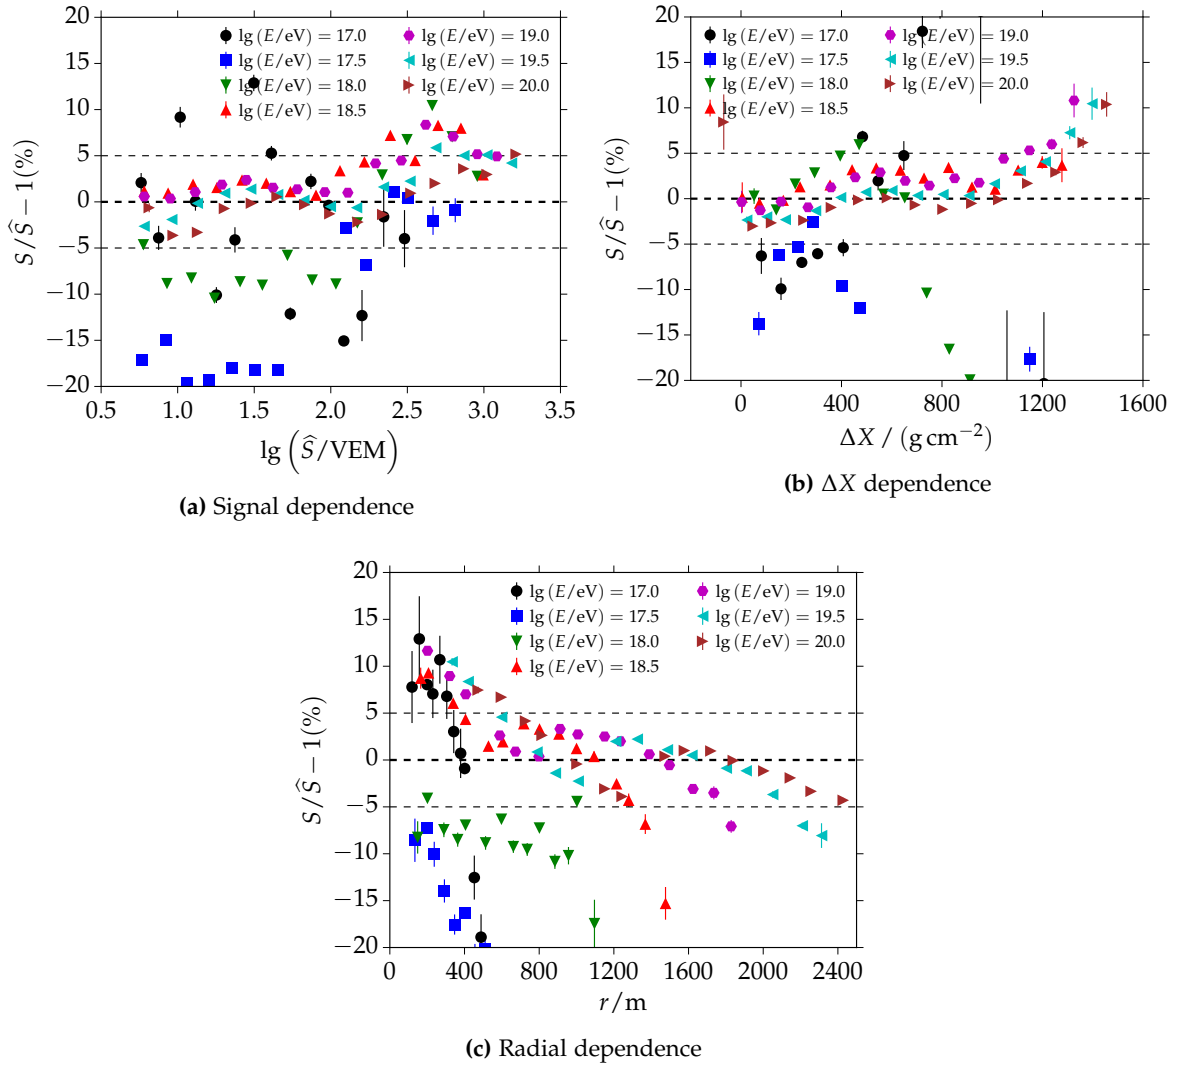 20
15
10
5
0
−5
−10
−15
−20
S/Ŝ − 1(%)
lg (E/eV) = 17.0
lg (E/eV) = 17.5
lg (E/eV) = 18.0
lg (E/eV) = 18.5
lg (E/eV) = 19.0
lg (E/eV) = 19.5
lg (E/eV) = 20.0
0.5 1.0 1.5 2.0 2.5 3.0 3.5
lg (Ŝ/VEM)
(a) Signal dependence
20
15
10
5
0
−5
−10
−15
−20
S/Ŝ − 1(%)
lg (E/eV) = 17.0
lg (E/eV) = 17.5
lg (E/eV) = 18.0
lg (E/eV) = 18.5
lg (E/eV) = 19.0
lg (E/eV) = 19.5
lg (E/eV) = 20.0
0 400 800 1200 1600
ΔX / (g cm⁻²)
(b) ΔX dependence
20
15
10
5
0
−5
−10
−15
−20
S/Ŝ − 1(%)
lg (E/eV) = 17.0
lg (E/eV) = 17.5
lg (E/eV) = 18.0
lg (E/eV) = 18.5
lg (E/eV) = 19.0
lg (E/eV) = 19.5
lg (E/eV) = 20.0
0 400 800 1200 1600 2000 2400
r/m
(c) Radial dependence